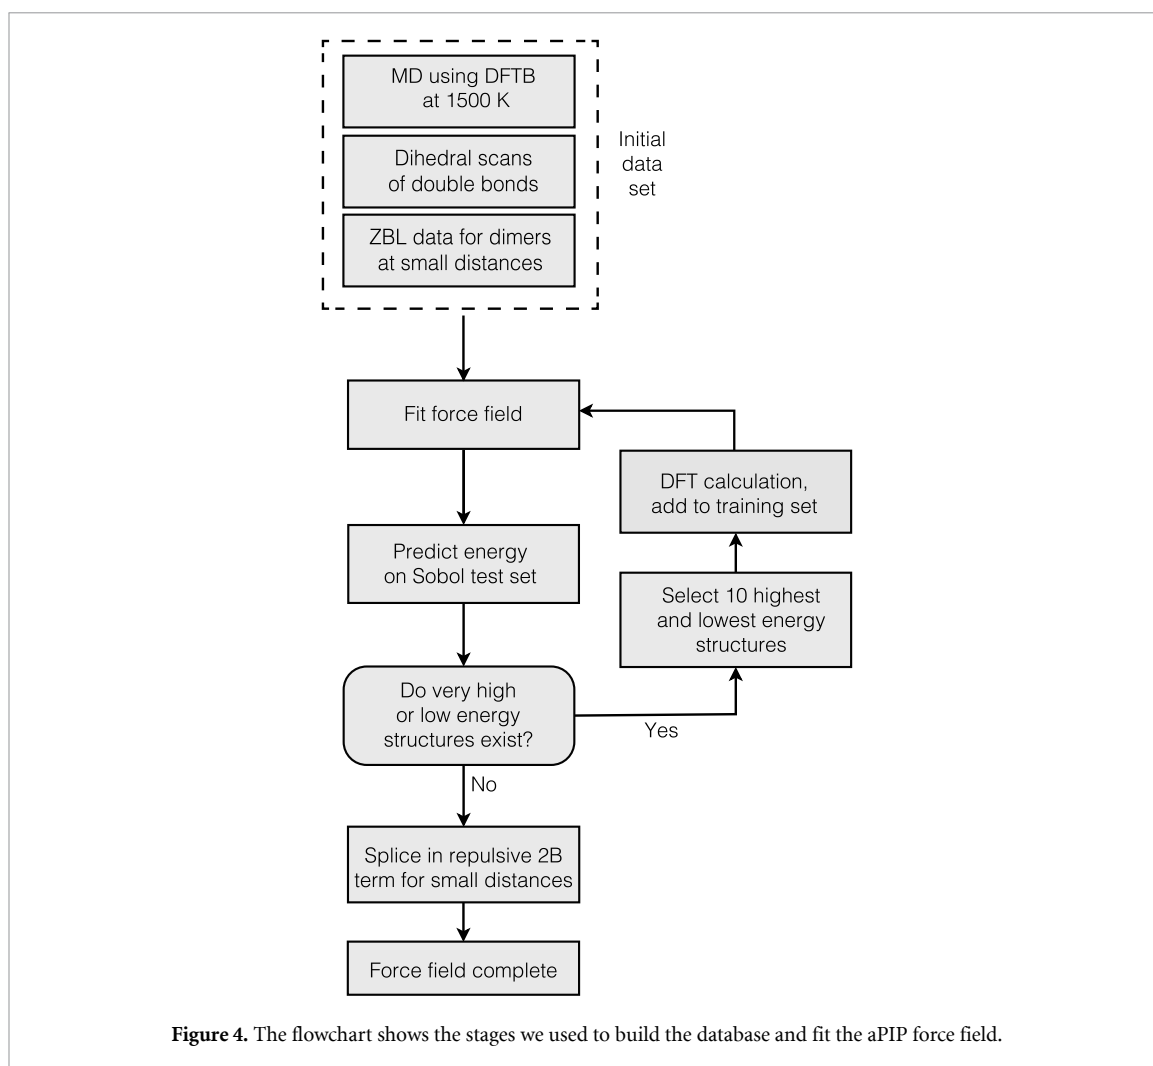 MD using DFTB
at 1500 K
Dihedral scans
of double bonds
ZBL data for dimers
at small distances
Initial
data
set
Fit force field
DFT calculation,
add to training set
Predict energy
on Sobol test set
Select 10 highest
and lowest energy
structures
Do very high
or low energy
structures exist?
Yes
No
Splice in repulsive 2B
term for small distances
Force field complete
Figure 4. The flowchart shows the stages we used to build the database and fit the aPIP force field.